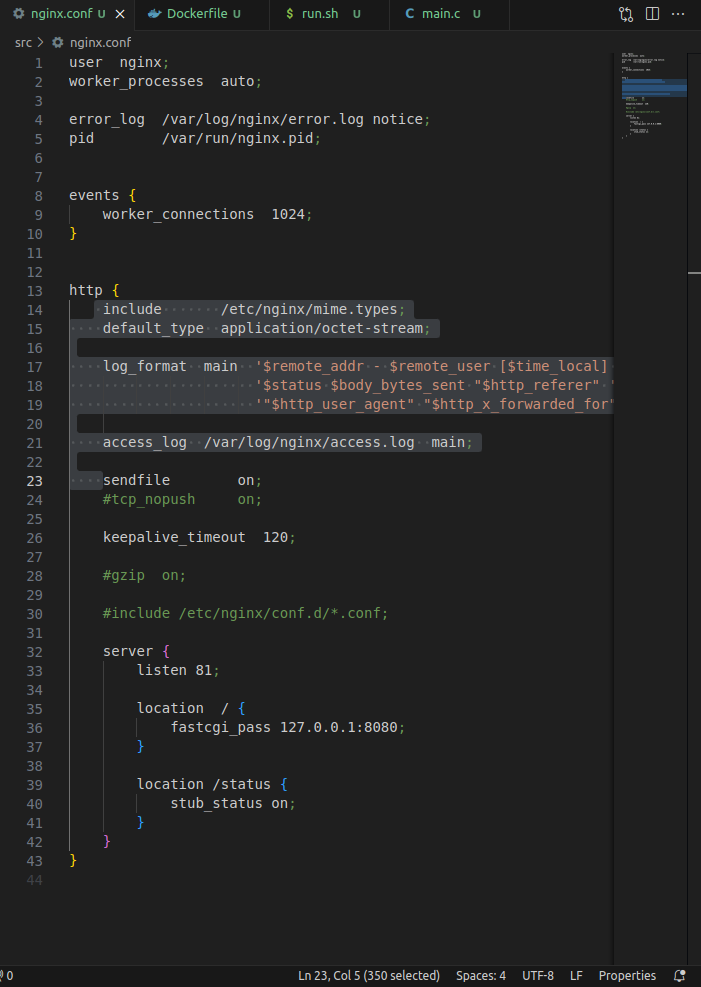 nginx.conf U
Dockerfile U
$ run.sh U
C main.c U
src > nginx.conf
1 user  nginx;
2 worker_processes  auto;
3
4 error_log  /var/log/nginx/error.log notice;
5 pid        /var/run/nginx.pid;
6
7
8 events {
9     worker_connections  1024;
10 }
11
12
13 http {
14     include       /etc/nginx/mime.types;
15     default_type  application/octet-stream;
16
17     log_format  main  '$remote_addr - $remote_user [$time_local]
18                       '$status $body_bytes_sent "$http_referer" '
19                       '"$http_user_agent" "$http_x_forwarded_for"
20
21     access_log  /var/log/nginx/access.log  main;
22
23     sendfile        on;
24     #tcp_nopush     on;
25
26     keepalive_timeout  120;
27
28     #gzip  on;
29
30     #include /etc/nginx/conf.d/*.conf;
31
32     server {
33         listen 81;
34
35         location  / {
36             fastcgi_pass 127.0.0.1:8080;
37         }
38
39         location /status {
40             stub_status on;
41         }
42     }
43 }
44
0 Ln 23, Col 5 (350 selected) Spaces: 4 UTF-8 LF Properties